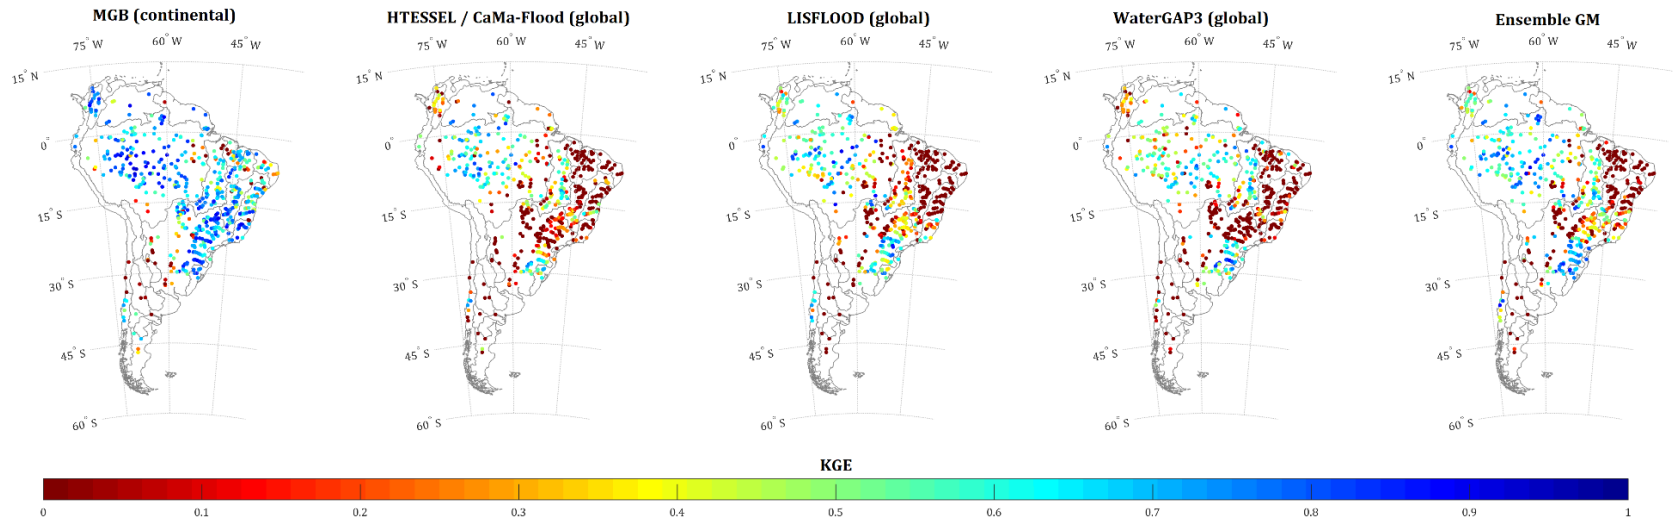 MGB (continental)
75° W 60° W 45° W
15° N
0°
15° S
30° S
45° S
60° S
HTESSEL / CaMa-Flood (global)
75° W 60° W 45° W
15° N
0°
15° S
30° S
45° S
60° S
LISFLOOD (global)
75° W 60° W 45° W
15° N
0°
15° S
30° S
45° S
60° S
WaterGAP3 (global)
75° W 60° W 45° W
15° N
0°
15° S
30° S
45° S
60° S
Ensemble GM
75° W 60° W 45° W
15° N
0°
15° S
30° S
45° S
60° S
KGE
0 0.1 0.2 0.3 0.4 0.5 0.6 0.7 0.8 0.9 1